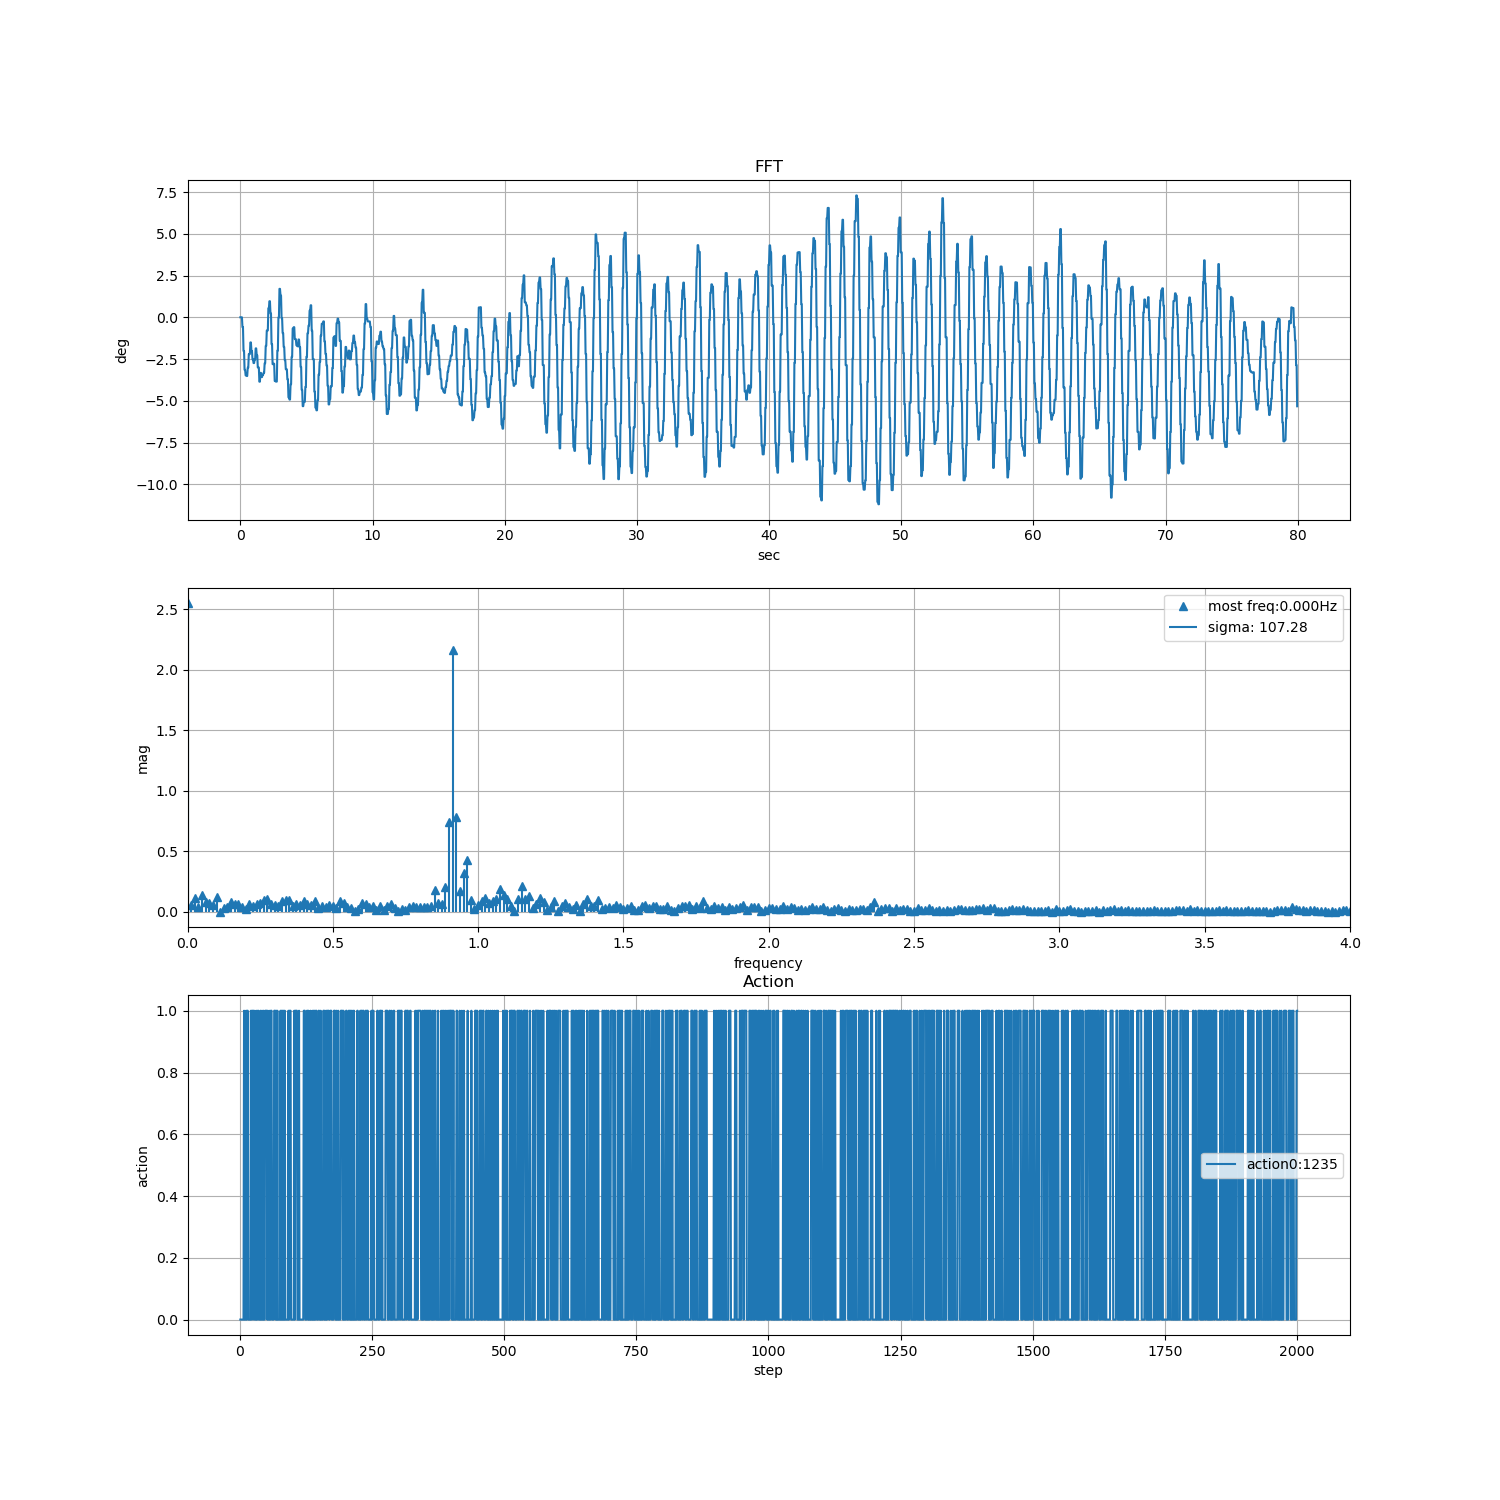 FFT
7.5
5.0
2.5
0.0
−2.5
−5.0
−7.5
−10.0
deg
0 10 20 30 40 50 60 70 80
sec
2.5
2.0
1.5
1.0
0.5
0.0
mag
most freq:0.000Hz
sigma: 107.28
0.0 0.5 1.0 1.5 2.0 2.5 3.0 3.5 4.0
frequency
Action
1.0
0.8
0.6
0.4
0.2
0.0
action
action0:1235
0 250 500 750 1000 1250 1500 1750 2000
step